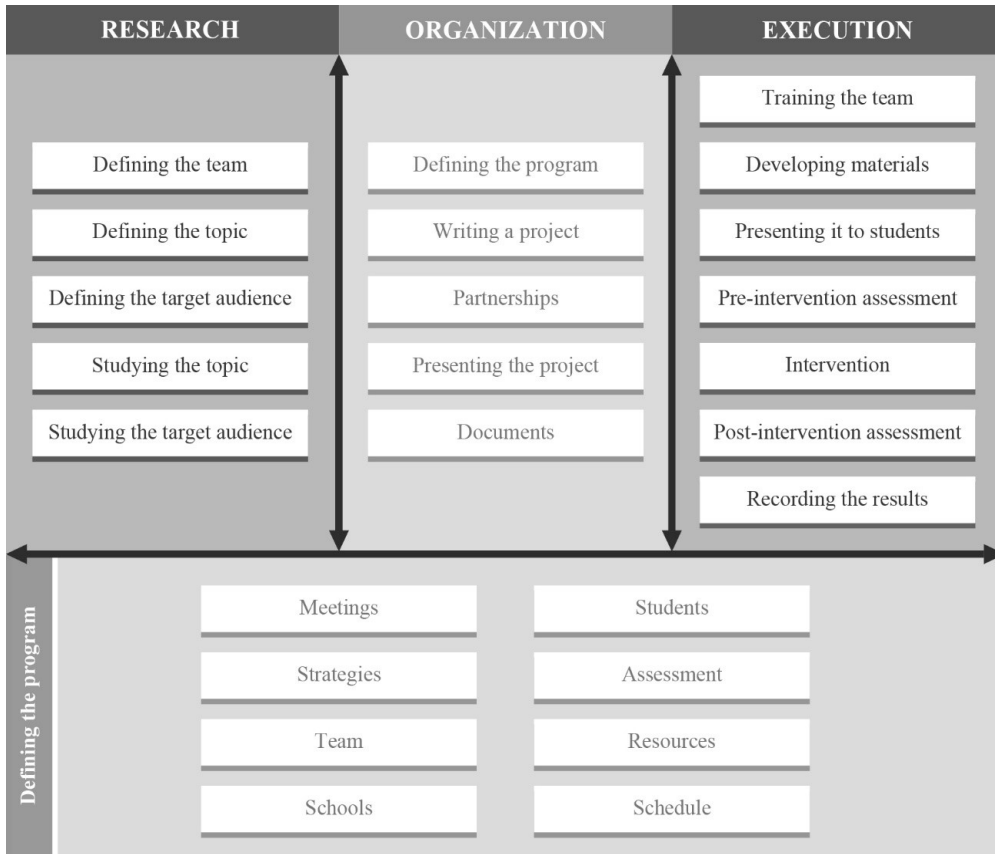 RESEARCH
Defining the team
Defining the topic
Defining the target audience
Studying the topic
Studying the target audience
ORGANIZATION
Defining the program
Writing a project
Partnerships
Presenting the project
Documents
EXECUTION
Training the team
Developing materials
Presenting it to students
Pre-intervention assessment
Intervention
Post-intervention assessment
Recording the results
Defining the program
Meetings
Strategies
Team
Schools
Students
Assessment
Resources
Schedule